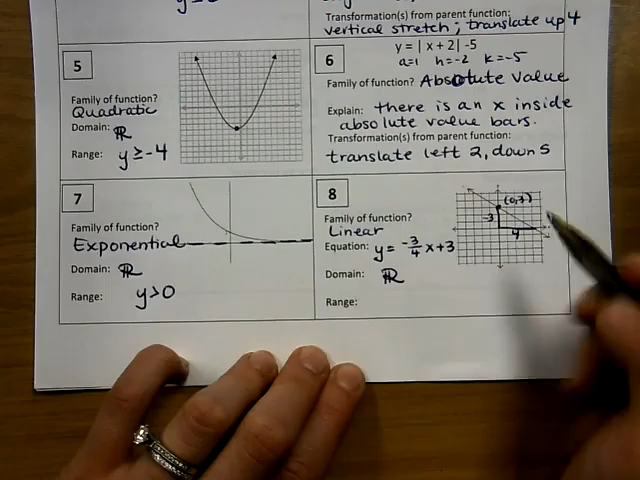 Transformation(s) from parent function:
vertical stretch; translate up 4
5
Family of function?
Quadratic
Domain: ℝ
Range: y ≥ -4
6
y = | x + 2 | -5
a=1 h=-2 k=-5
Family of function? Absolute value
Explain: there is an x inside
absolute value bars.
Transformation(s) from parent function:
translate left 2, down 5
7
Family of function?
Exponential
Domain: ℝ
Range: y>0
8
Family of function?
Linear
Equation: y = -3/4 x+3
Domain: ℝ
Range:
(0,3)
-3
4